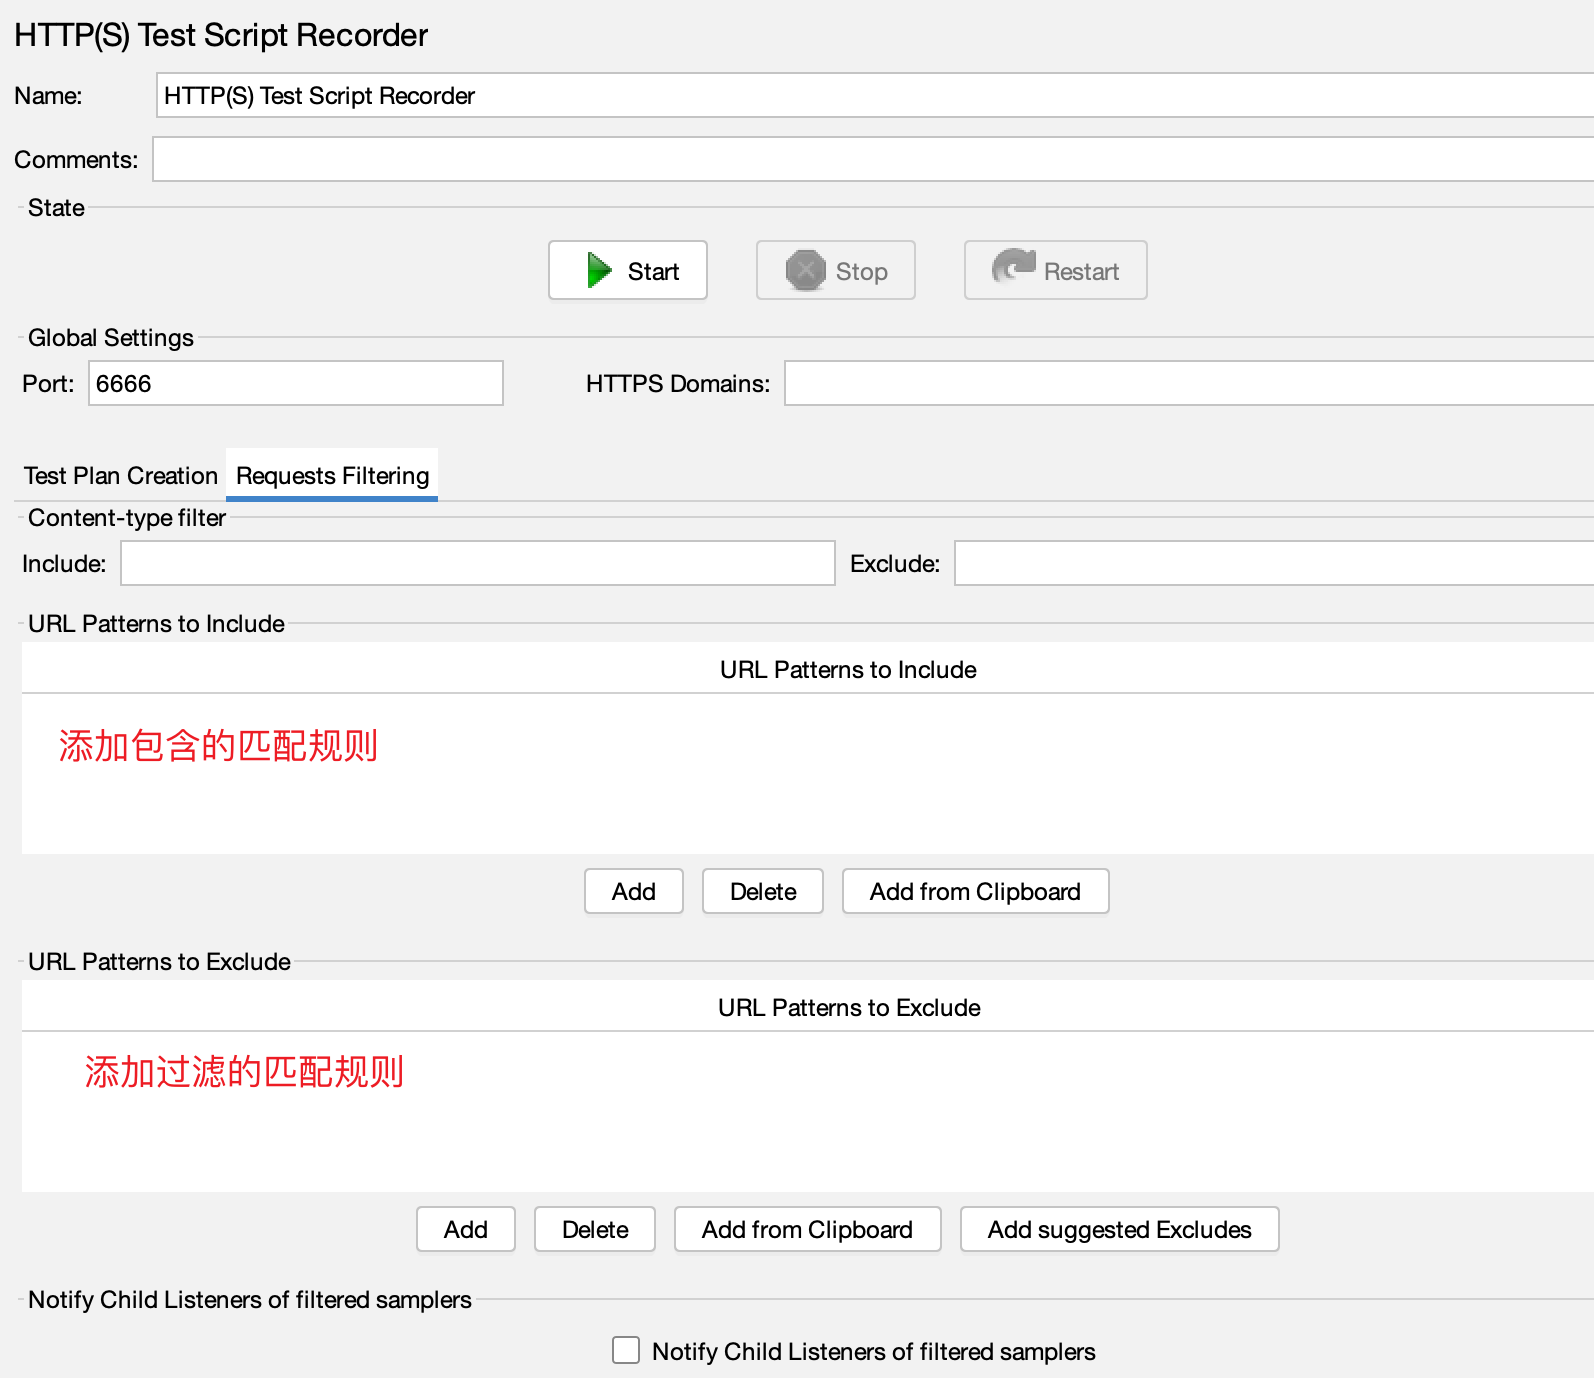 HTTP(S) Test Script Recorder
Name: HTTP(S) Test Script Recorder
Comments:
State
Start Stop Restart
Global Settings
Port: 6666 HTTPS Domains:
Test Plan Creation Requests Filtering
Content-type filter
Include: Exclude:
URL Patterns to Include
URL Patterns to Include
添加包含的匹配规则
Add Delete Add from Clipboard
URL Patterns to Exclude
URL Patterns to Exclude
添加过滤的匹配规则
Add Delete Add from Clipboard Add suggested Excludes
Notify Child Listeners of filtered samplers
Notify Child Listeners of filtered samplers